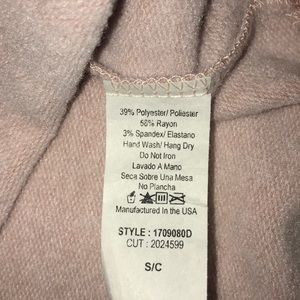 39% Polyester/ Poliester
58% Rayon
3% Spandex/ Elastano
Hand Wash/ Hang Dry
Do Not Iron
Lavado A Mano
Seca Sobre Una Mesa
No Plancha
Manufactured In the USA
STYLE : 1709080D
CUT : 2024599
S/C